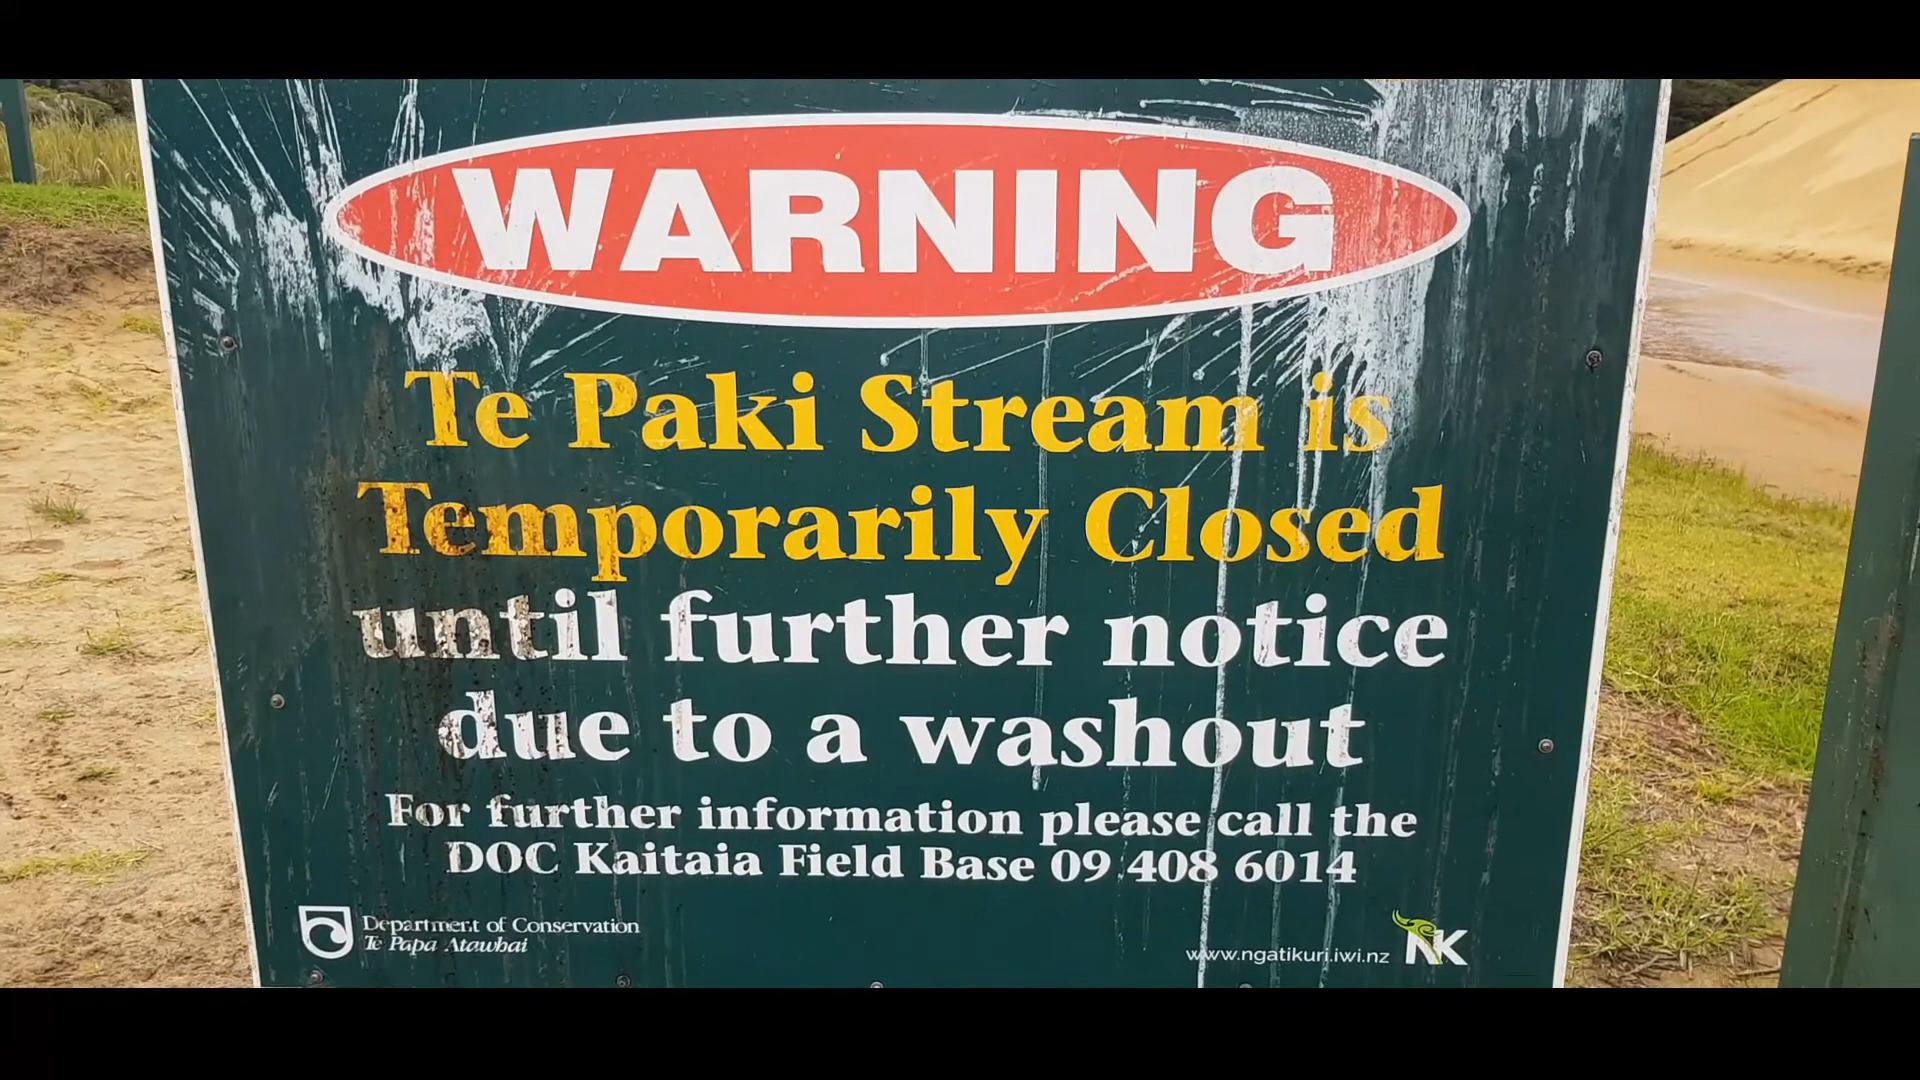 WARNING
Te Paki Stream is
Temporarily Closed
until further notice
due to a washout
For further information please call the
DOC Kaitaia Field Base 09 408 6014
Department of Conservation
Te Papa Atawhai
www.ngatikuri.iwi.nz
NK